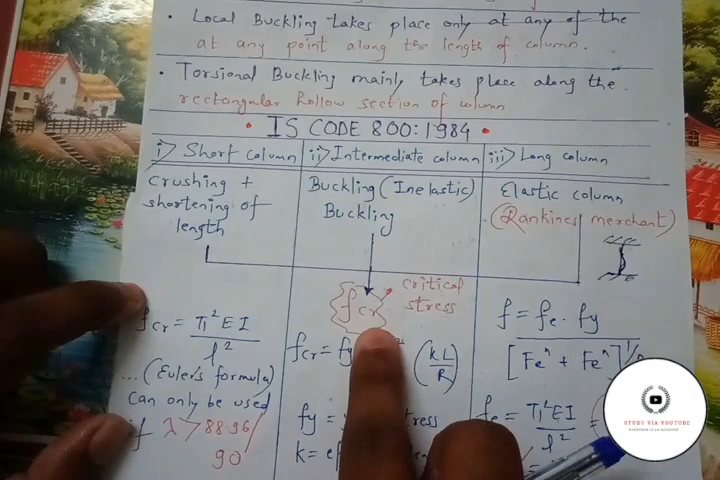 • Local Buckling takes place only at any of the
at any point along the length of column.
• Torsional Buckling mainly takes place along the
rectangular hollow section of column
• IS CODE 800:1984 •
i) Short column
Crushing +
shortening of
length
fcr = π²EI / l²
... (Euler's formula)
Can only be used
if λ > 88.96/
90
ii) Intermediate column
Buckling (Inelastic)
Buckling
fcr
critical
stress
fcr = fy
(kL/R)
fy =
k =
iii) Long column
Elastic column
(Rankines merchant)
f = fe · fy
[Feⁿ + Feⁿ]
fe = π²EI / l² =
STUDY VIA YOUTUBE